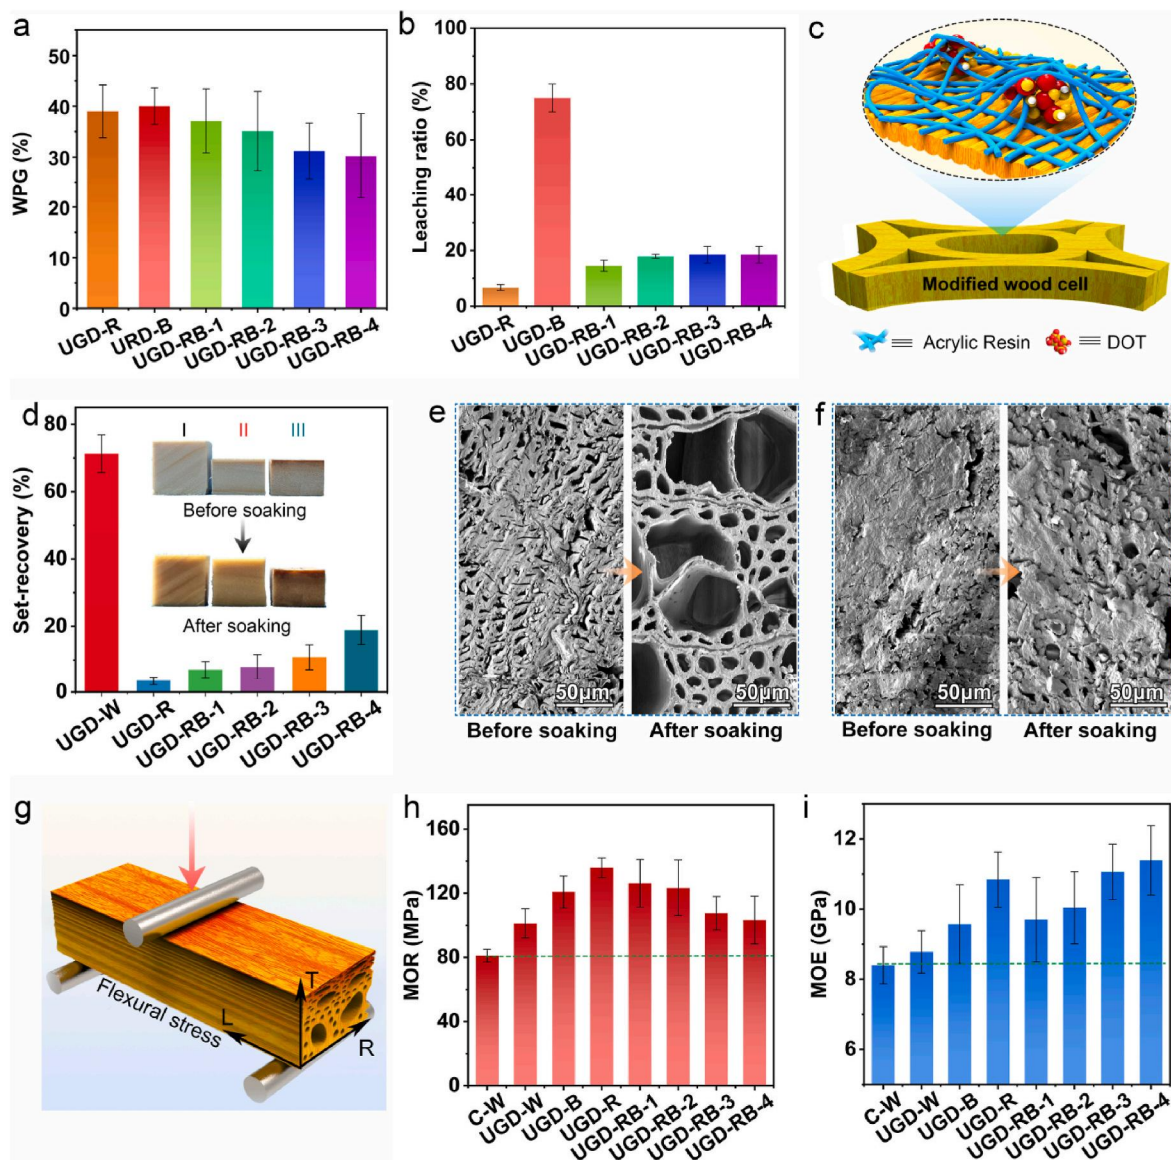 a
WPG (%)
50
40
30
20
10
0
UGD-R
URD-B
UGD-RB-1
UGD-RB-2
UGD-RB-3
UGD-RB-4
b
Leaching ratio (%)
100
80
60
40
20
0
UGD-R
UGD-B
UGD-RB-1
UGD-RB-2
UGD-RB-3
UGD-RB-4
c
Modified wood cell
Acrylic Resin
DOT
d
Set-recovery (%)
80
60
40
20
0
I II III
Before soaking
After soaking
UGD-W
UGD-R
UGD-RB-1
UGD-RB-2
UGD-RB-3
UGD-RB-4
e
50μm
50μm
Before soaking
After soaking
f
50μm
50μm
Before soaking
After soaking
g
Flexural stress
T
L
R
h
MOR (MPa)
160
120
80
40
0
C-W
UGD-W
UGD-B
UGD-R
UGD-RB-1
UGD-RB-2
UGD-RB-3
UGD-RB-4
i
MOE (GPa)
12
10
8
6
C-W
UGD-W
UGD-B
UGD-R
UGD-RB-1
UGD-RB-2
UGD-RB-3
UGD-RB-4